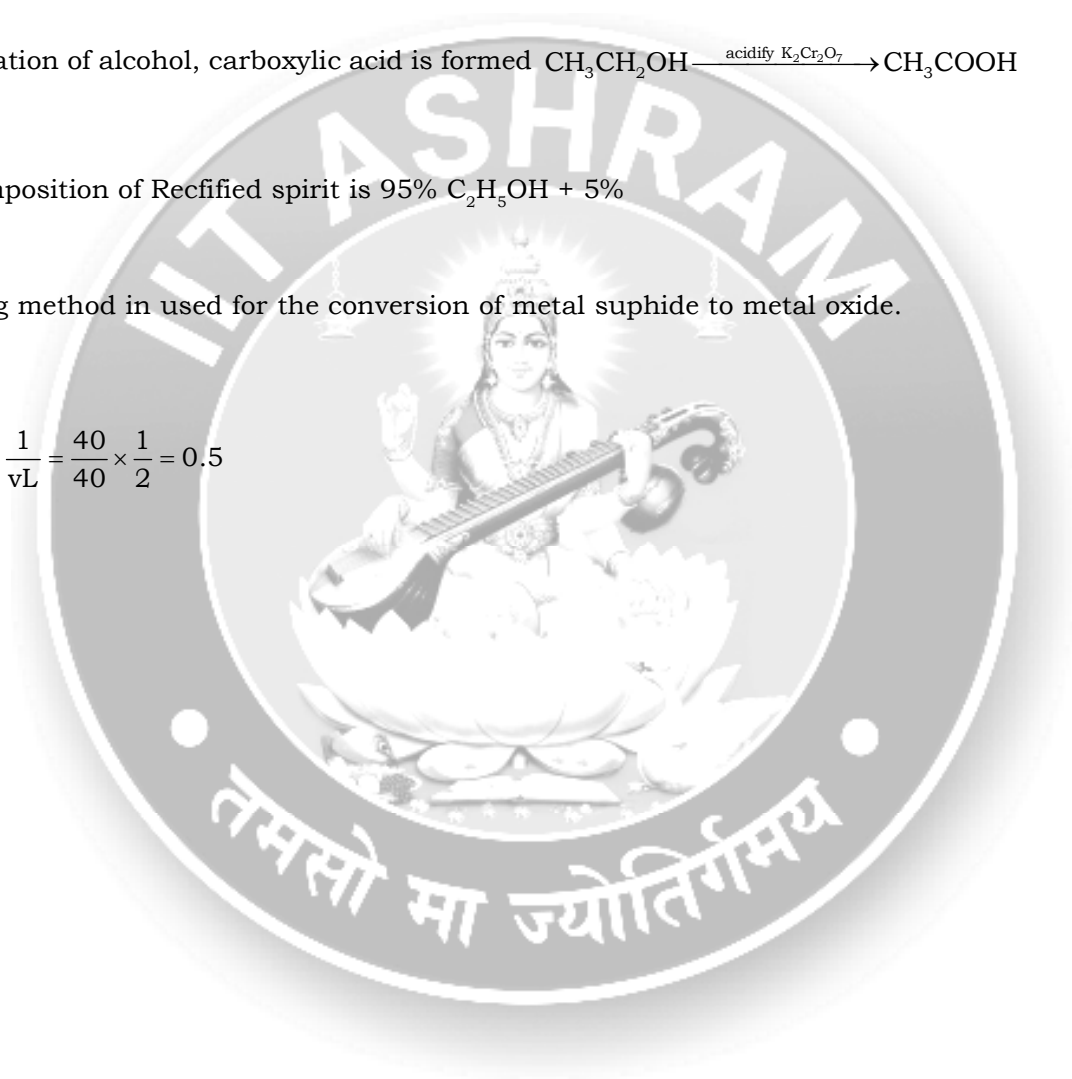 ation of alcohol, carboxylic acid is formed CH₃CH₂OH —acidify K₂Cr₂O₇→ CH₃COOH
nposition of Recfified spirit is 95% C₂H₅OH + 5%
g method in used for the conversion of metal suphide to metal oxide.
1/vL = 40/40 × 1/2 = 0.5
IIT ASHRAM
तमसो मा ज्योतिर्गमय